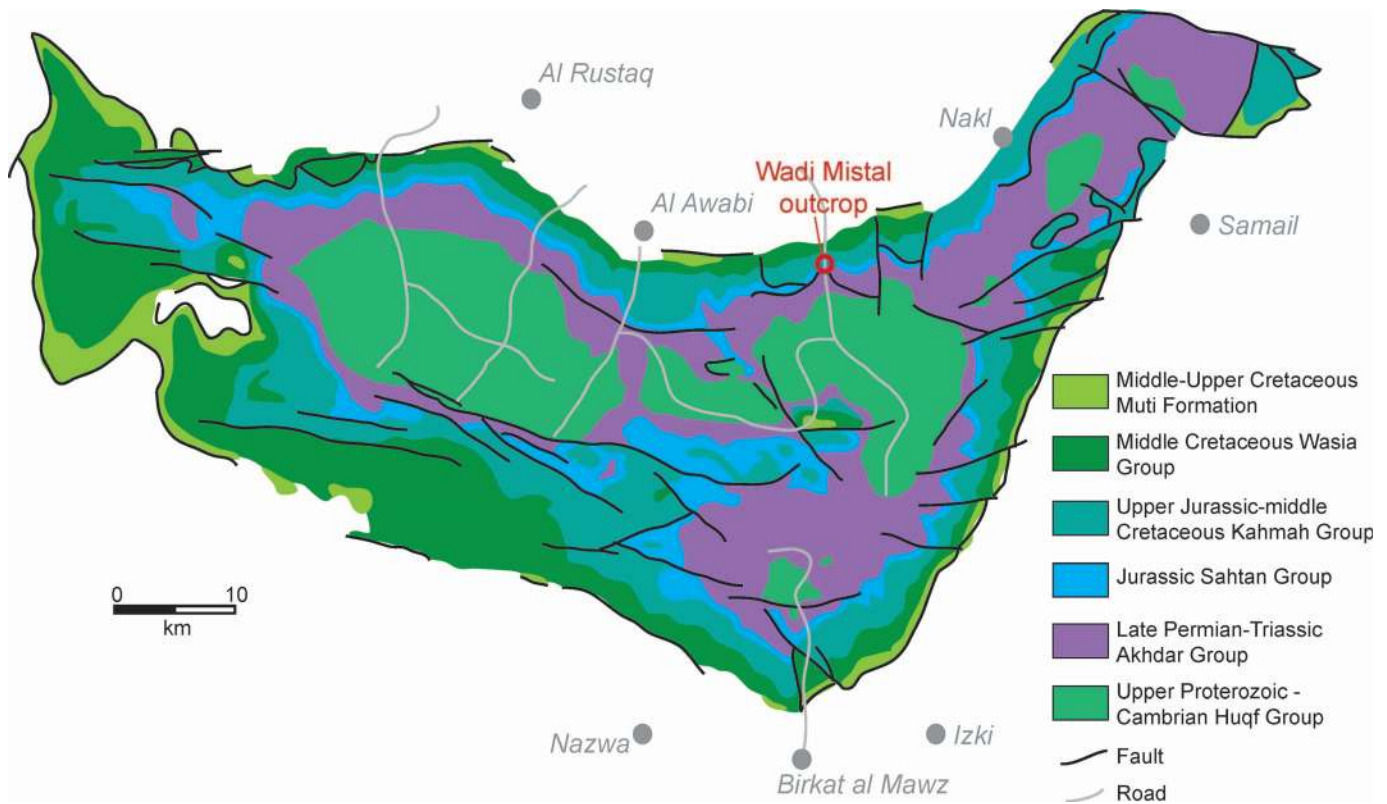 Al Rustaq
Nakl
Wadi Mistal
outcrop
Al Awabi
Samail
Middle-Upper Cretaceous
Muti Formation
Middle Cretaceous Wasia
Group
Upper Jurassic-middle
Cretaceous Kahmah Group
Jurassic Sahtan Group
Late Permian-Triassic
Akhdar Group
Upper Proterozoic -
Cambrian Huqf Group
Fault
Road
0 10
km
Nazwa
Izki
Birkat al Mawz